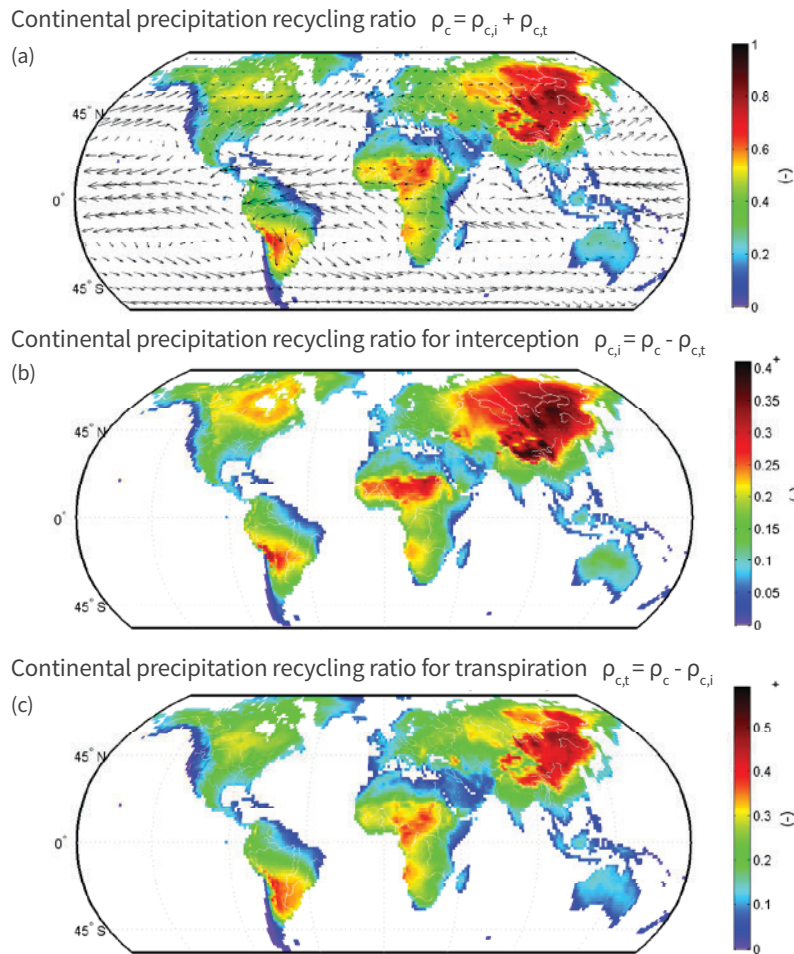 Continental precipitation recycling ratio ρc = ρc,i + ρc,t
(a)
45° N
0°
45° S
1
0.8
0.6
0.4
0.2
0
(-)
Continental precipitation recycling ratio for interception ρc,i = ρc - ρc,t
(b)
45° N
0°
45° S
0.4+
0.35
0.3
0.25
0.2
0.15
0.1
0.05
0
Continental precipitation recycling ratio for transpiration ρc,t = ρc - ρc,i
(c)
45° N
0°
45° S
+
0.5
0.4
0.3
0.2
0.1
0
(-)